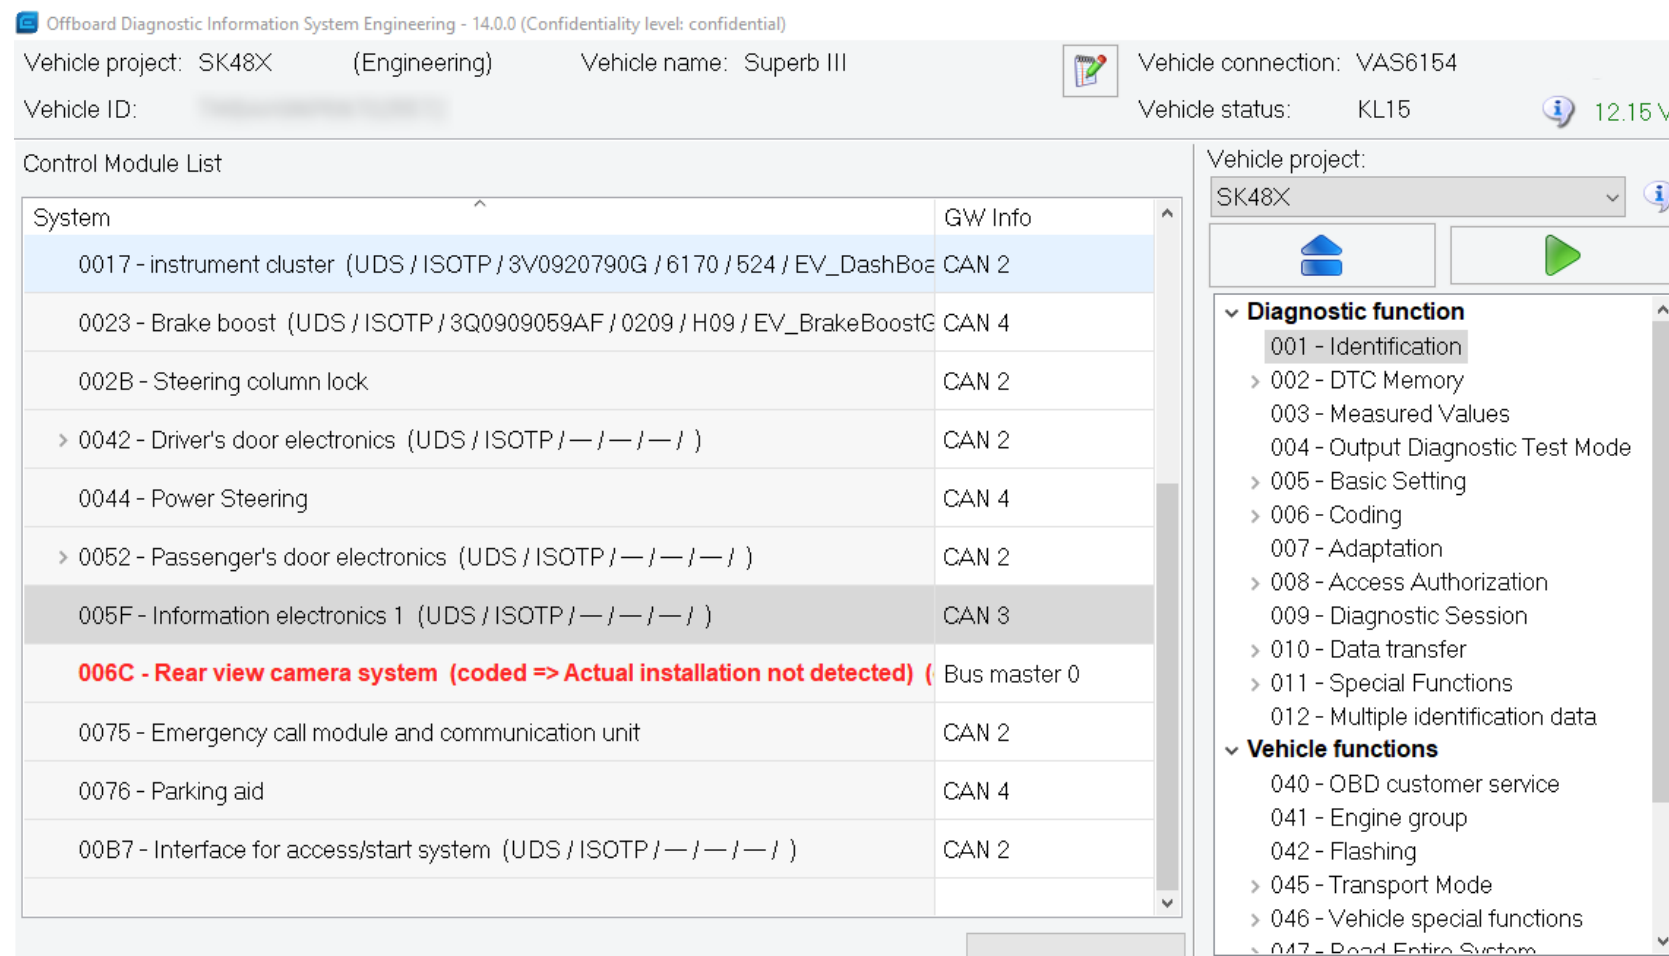 Offboard Diagnostic Information System Engineering - 14.0.0 (Confidentiality level: confidential)
Vehicle project: SK48X (Engineering) Vehicle name: Superb III
Vehicle connection: VAS6154
Vehicle ID:
Vehicle status: KL15 12.15 V
Control Module List
System GW Info
0017 - instrument cluster (UDS / ISOTP / 3V0920790G / 6170 / 524 / EV_DashBoa CAN 2
0023 - Brake boost (UDS / ISOTP / 3Q0909059AF / 0209 / H09 / EV_BrakeBoostG CAN 4
002B - Steering column lock CAN 2
0042 - Driver's door electronics (UDS / ISOTP / — / — / — / ) CAN 2
0044 - Power Steering CAN 4
0052 - Passenger's door electronics (UDS / ISOTP / — / — / — / ) CAN 2
005F - Information electronics 1 (UDS / ISOTP / — / — / — / ) CAN 3
006C - Rear view camera system (coded => Actual installation not detected) ( Bus master 0
0075 - Emergency call module and communication unit CAN 2
0076 - Parking aid CAN 4
00B7 - Interface for access/start system (UDS / ISOTP / — / — / — / ) CAN 2
Vehicle project:
SK48X
Diagnostic function
001 - Identification
002 - DTC Memory
003 - Measured Values
004 - Output Diagnostic Test Mode
005 - Basic Setting
006 - Coding
007 - Adaptation
008 - Access Authorization
009 - Diagnostic Session
010 - Data transfer
011 - Special Functions
012 - Multiple identification data
Vehicle functions
040 - OBD customer service
041 - Engine group
042 - Flashing
045 - Transport Mode
046 - Vehicle special functions
047 - Read Entire System